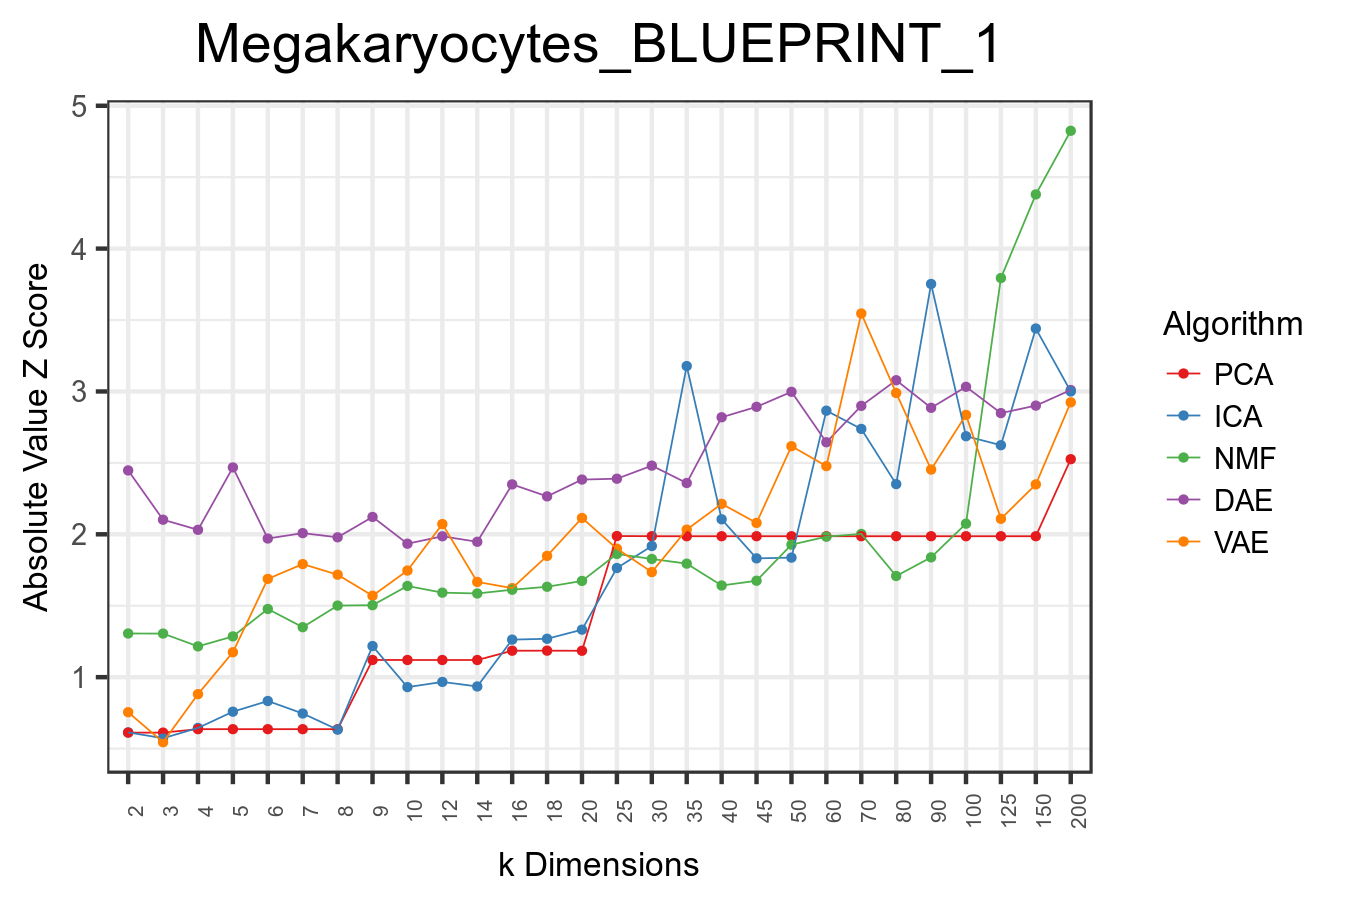 Megakaryocytes_BLUEPRINT_1
Absolute Value Z Score
5
4
3
2
1
2 3 4 5 6 7 8 9 10 12 14 16 18 20 25 30 35 40 45 50 60 70 80 90 100 125 150 200
k Dimensions
Algorithm
PCA
ICA
NMF
DAE
VAE